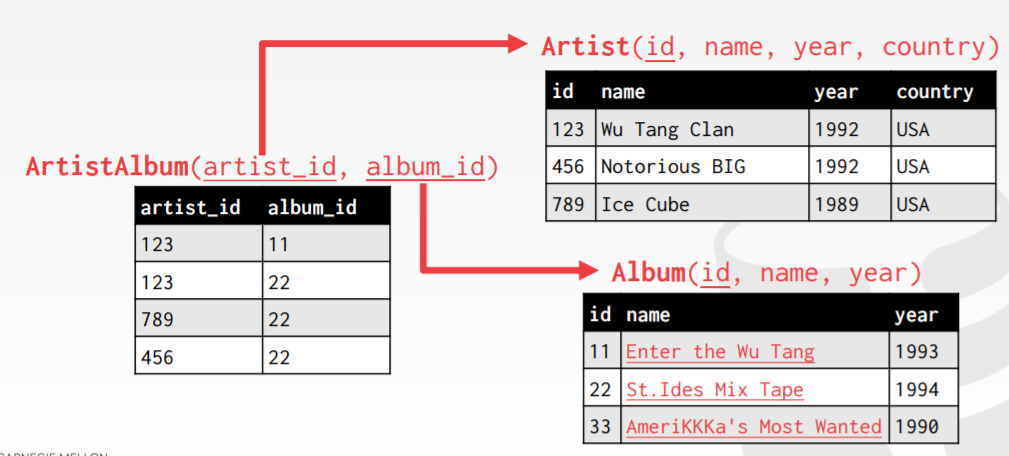 Artist(id, name, year, country)
id name year country
123 Wu Tang Clan 1992 USA
456 Notorious BIG 1992 USA
789 Ice Cube 1989 USA
ArtistAlbum(artist_id, album_id)
artist_id album_id
123 11
123 22
789 22
456 22
Album(id, name, year)
id name year
11 Enter the Wu Tang 1993
22 St.Ides Mix Tape 1994
33 AmeriKKKa's Most Wanted 1990
CARNEGIE MELLON